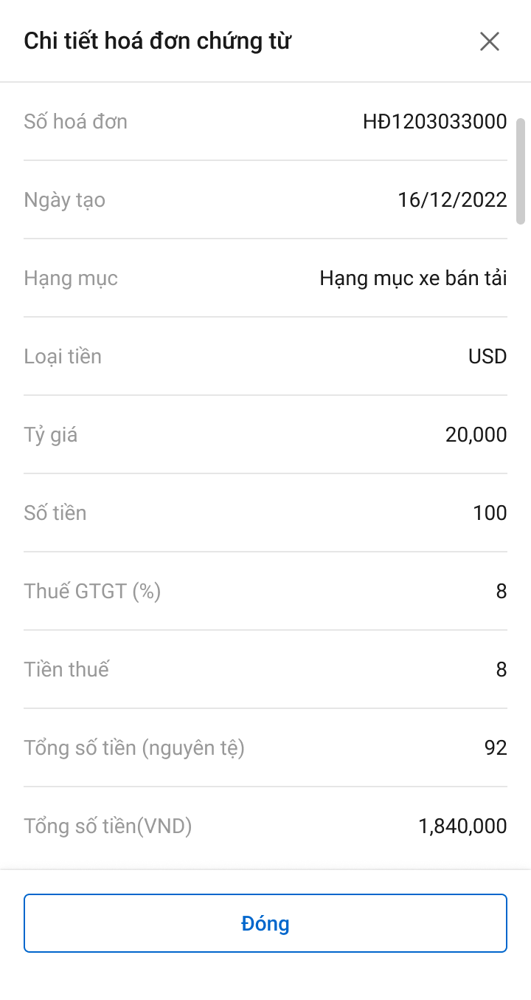 Chi tiết hoá đơn chứng từ
Số hoá đơn HĐ1203033000
Ngày tạo 16/12/2022
Hạng mục Hạng mục xe bán tải
Loại tiền USD
Tỷ giá 20,000
Số tiền 100
Thuế GTGT (%) 8
Tiền thuế 8
Tổng số tiền (nguyên tệ) 92
Tổng số tiền(VND) 1,840,000
Đóng